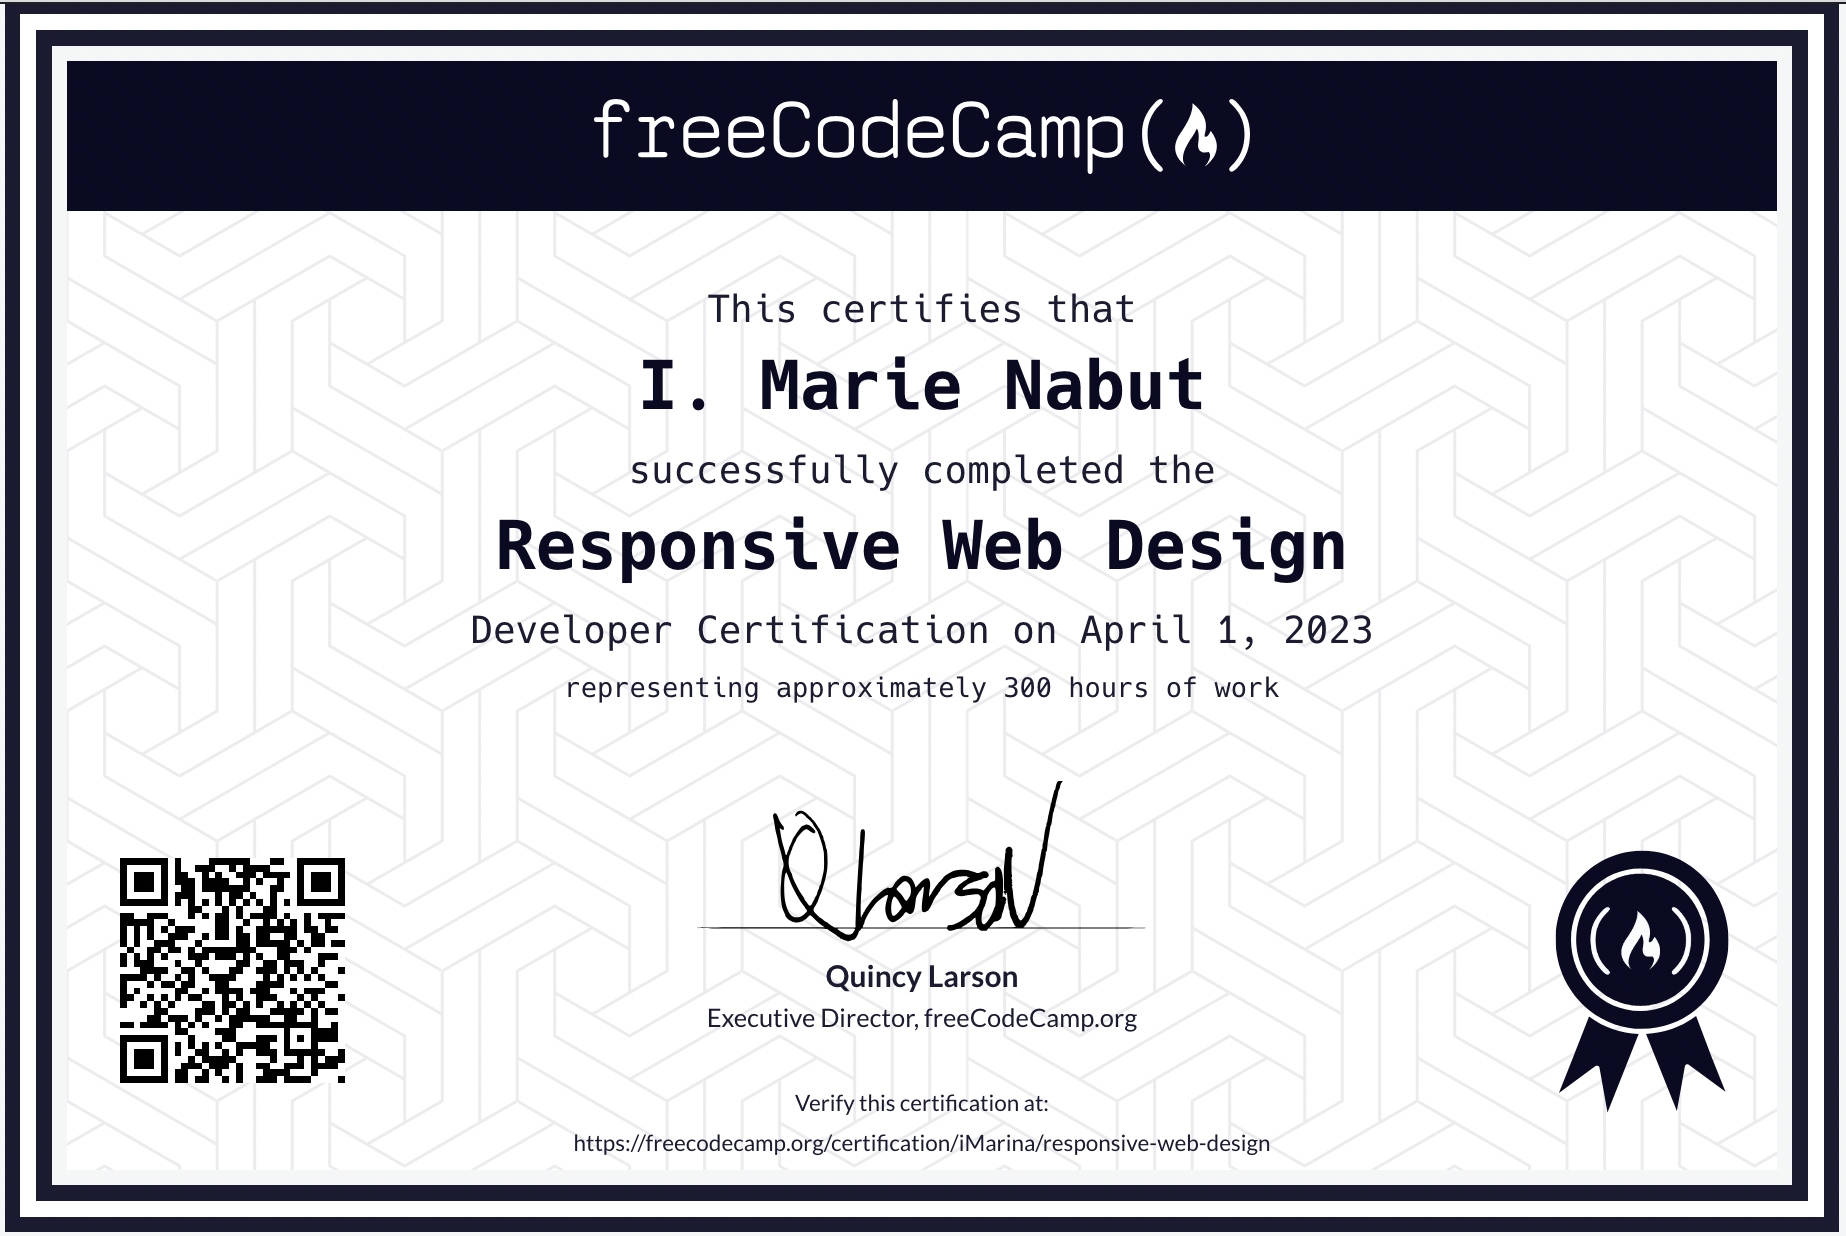 freeCodeCamp(🔥)
This certifies that
I. Marie Nabut
successfully completed the
Responsive Web Design
Developer Certification on April 1, 2023
representing approximately 300 hours of work
Quincy Larson
Executive Director, freeCodeCamp.org
Verify this certification at:
https://freecodecamp.org/certification/iMarina/responsive-web-design